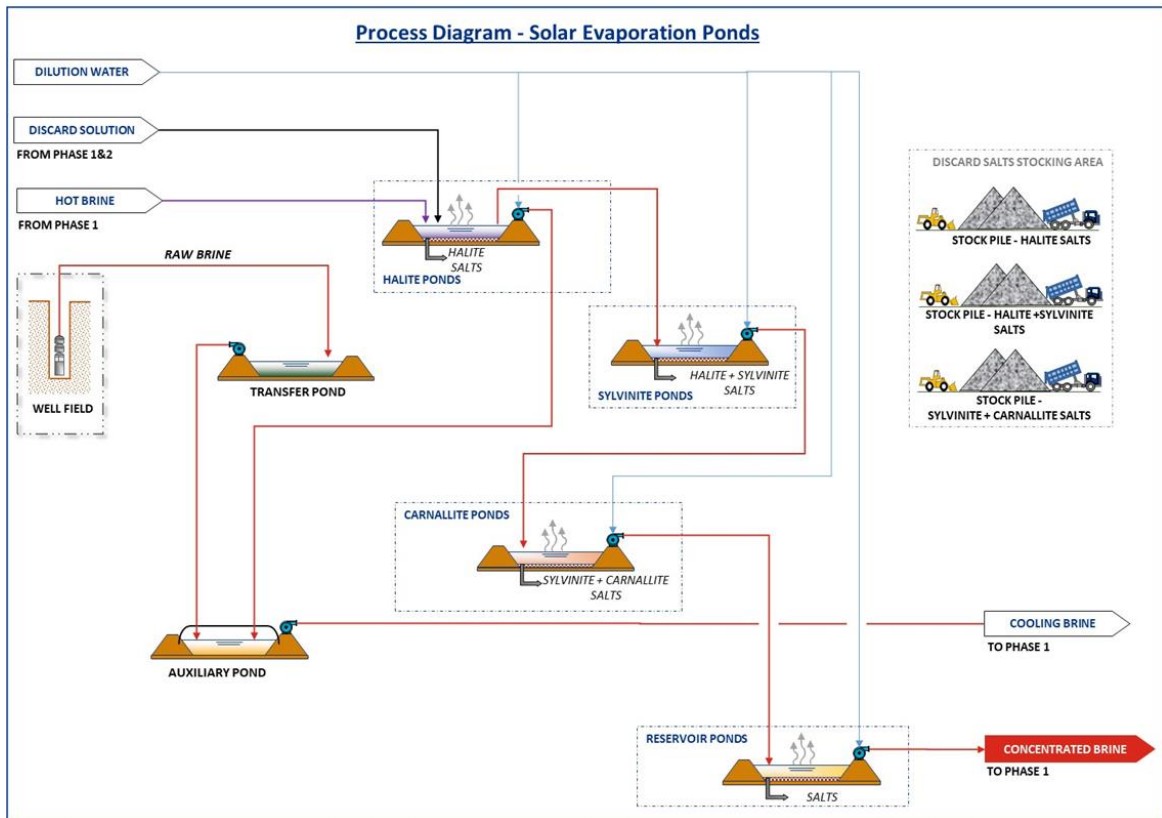 Process Diagram - Solar Evaporation Ponds
DILUTION WATER
DISCARD SOLUTION
FROM PHASE 1&2
HOT BRINE
FROM PHASE 1
RAW BRINE
WELL FIELD
TRANSFER POND
HALITE
SALTS
HALITE PONDS
HALITE + SYLVINITE
SALTS
SYLVINITE PONDS
DISCARD SALTS STOCKING AREA
STOCK PILE - HALITE SALTS
STOCK PILE - HALITE +SYLVINITE
SALTS
STOCK PILE -
SYLVINITE + CARNALLITE SALTS
CARNALLITE PONDS
SYLVINITE + CARNALLITE
SALTS
AUXILIARY POND
COOLING BRINE
TO PHASE 1
RESERVOIR PONDS
SALTS
CONCENTRATED BRINE
TO PHASE 1